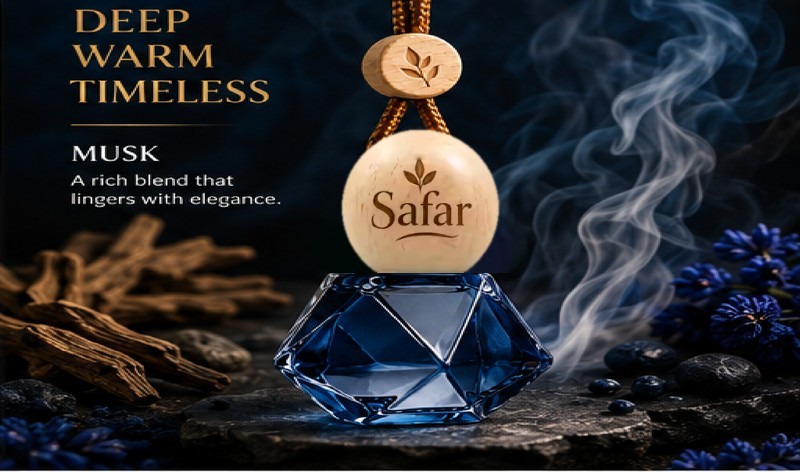 DEEP
WARM
TIMELESS
MUSK
A rich blend that
lingers with elegance.
Safar